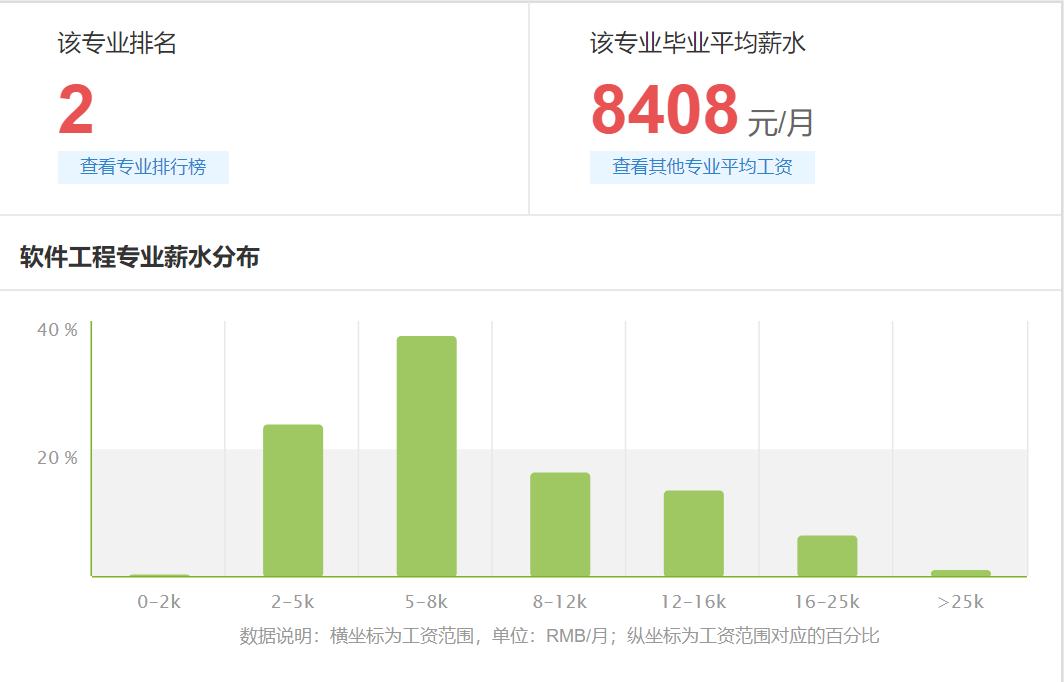 该专业排名
2
查看专业排行榜
该专业毕业平均薪水
8408 元/月
查看其他专业平均工资
软件工程专业薪水分布
40 %
20 %
0-2k 2-5k 5-8k 8-12k 12-16k 16-25k >25k
数据说明：横坐标为工资范围，单位：RMB/月；纵坐标为工资范围对应的百分比